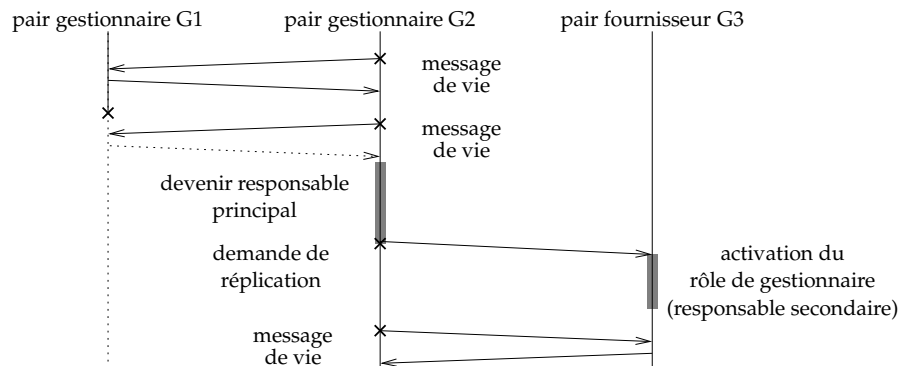 pair gestionnaire G1
pair gestionnaire G2
pair fournisseur G3
message
de vie
message
de vie
devenir responsable
principal
demande de
réplication
activation du
rôle de gestionnaire
(responsable secondaire)
message
de vie